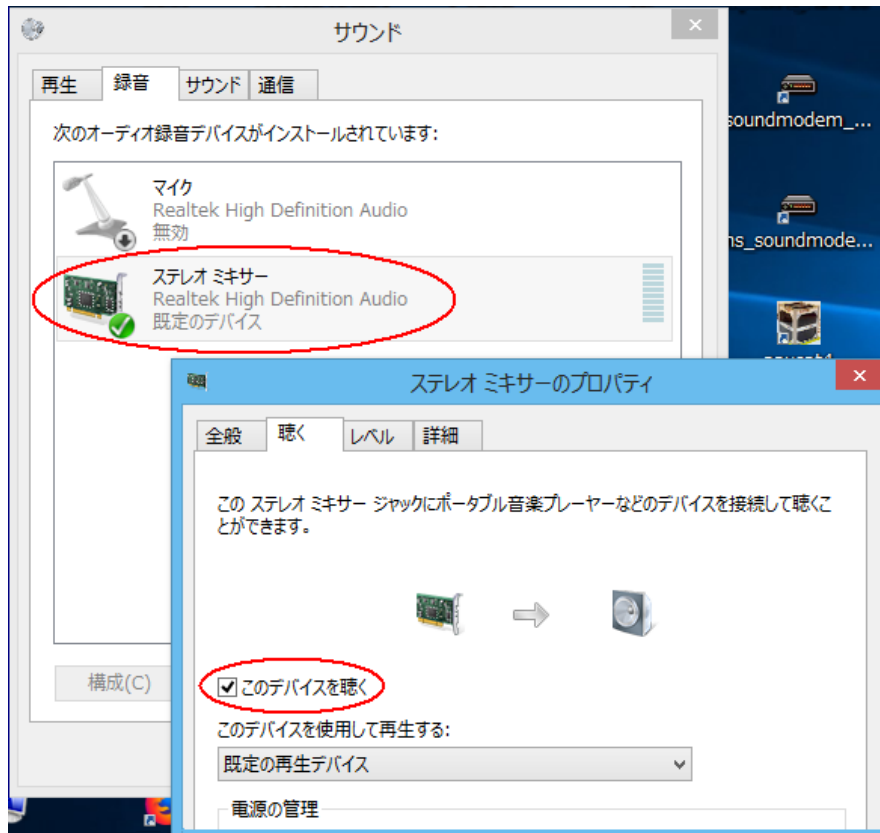 サウンド
再生 録音 サウンド 通信
次のオーディオ録音デバイスがインストールされています:
マイク
Realtek High Definition Audio
無効
ステレオ ミキサー
Realtek High Definition Audio
既定のデバイス
構成(C)
soundmodem_...
hs_soundmode...
ステレオ ミキサーのプロパティ
全般 聴く レベル 詳細
この ステレオ ミキサー ジャックにポータブル音楽プレーヤーなどのデバイスを接続して聴くこ
とができます。
このデバイスを聴く
このデバイスを使用して再生する:
既定の再生デバイス
電源の管理